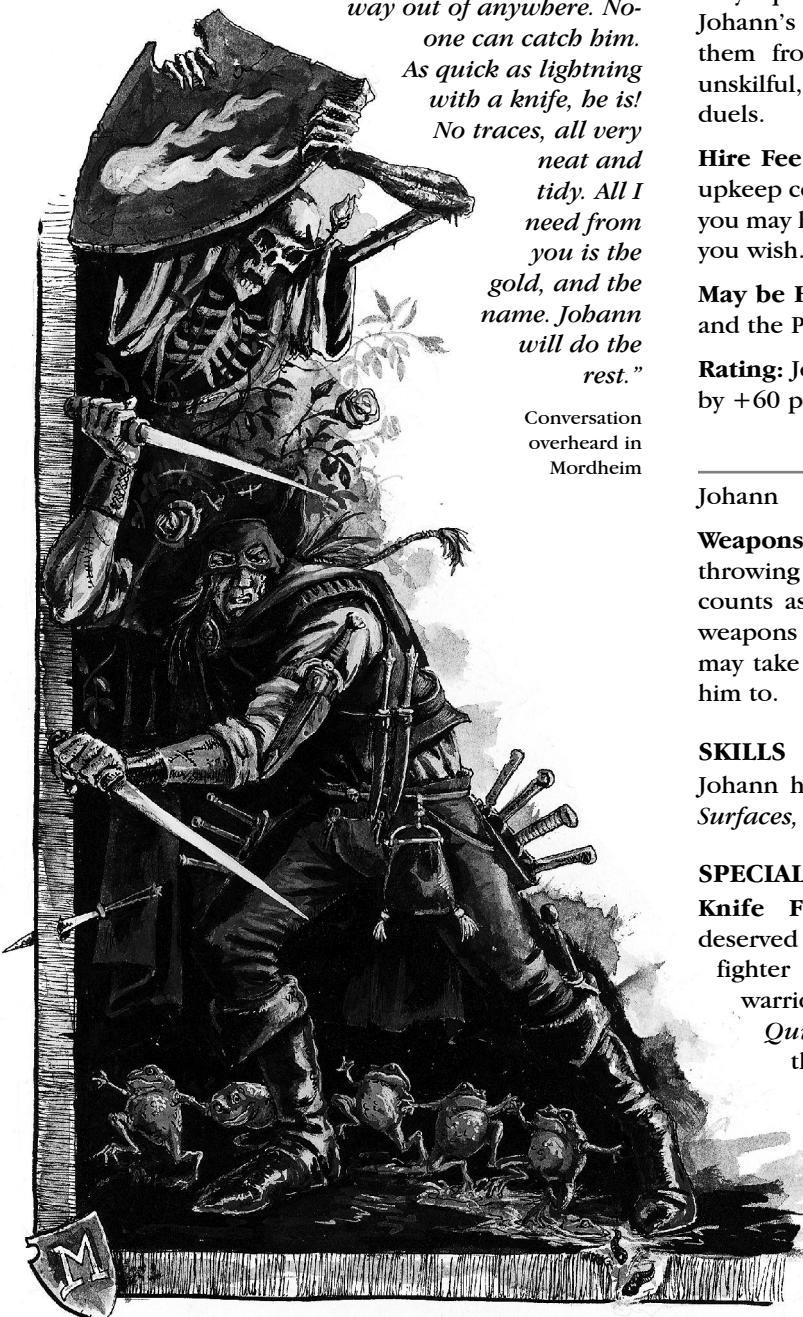 way out of anywhere. No-
one can catch him.
As quick as lightning
with a knife, he is!
No traces, all very
neat and
tidy. All I
need from
you is the
gold, and the
name. Johann
will do the
rest.”
Conversation
overheard in
Mordheim
Johann’s
them fro
unskilful,
duels.
Hire Fee
upkeep co
you may h
you wish.
May be H
and the P
Rating: Jo
by +60 p
Johann
Weapons
throwing
counts as
weapons
may take
him to.
SKILLS
Johann h
Surfaces,
SPECIAL
Knife F
deserved
fighter
warrio
Qui
th
M